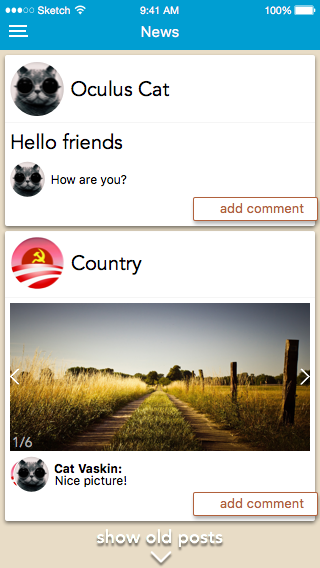 Sketch 9:41 AM 100%
News
Oculus Cat
Hello friends
How are you?
add comment
Country
1/6
Cat Vaskin:
Nice picture!
add comment
show old posts